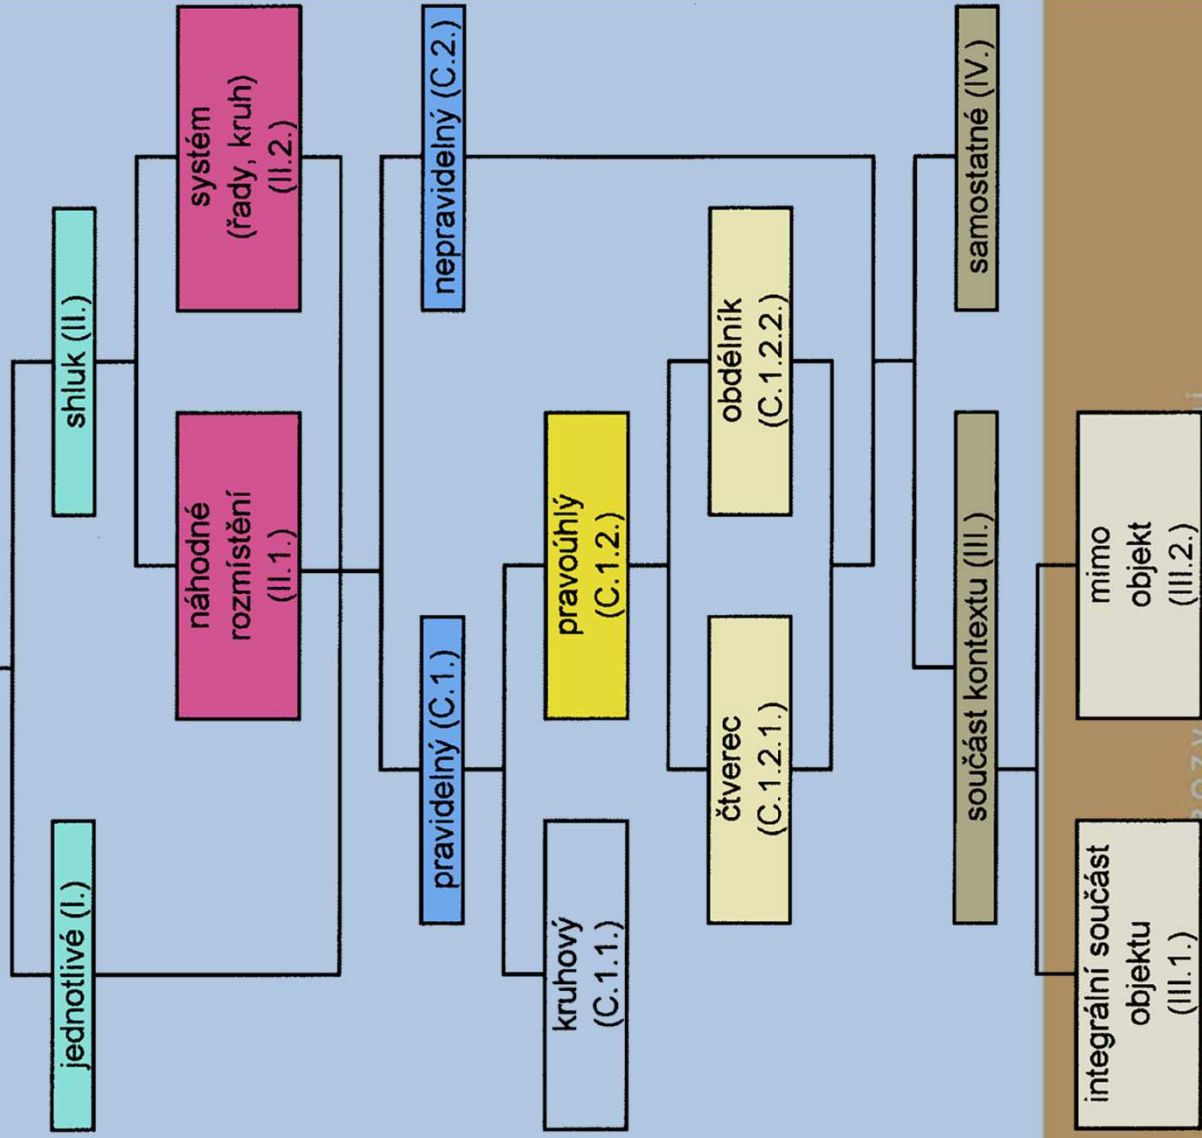 jednotlivé (I.)
shluk (II.)
náhodné
rozmístění
(II.1.)
systém
(řady, kruh)
(II.2.)
pravidelný (C.1.)
nepravidelný (C.2.)
kruhový
(C.1.1.)
pravoúhlý
(C.1.2.)
čtverec
(C.1.2.1.)
obdélník
(C.1.2.2.)
součást kontextu (III.)
samostatné (IV.)
integrální součást
objektu
(III.1.)
mimo
objekt
(III.2.)